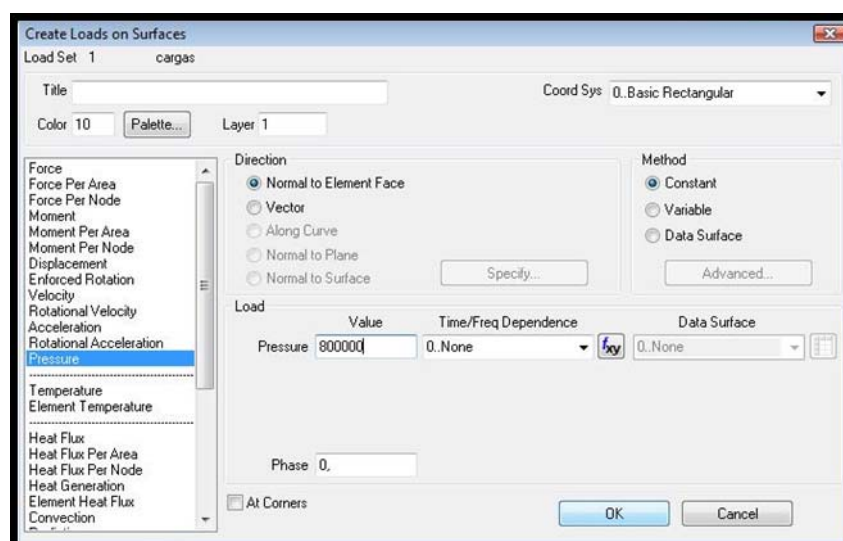 Create Loads on Surfaces
Load Set 1 cargas
Title
Coord Sys 0..Basic Rectangular
Color 10 Palette... Layer 1
Force
Force Per Area
Force Per Node
Moment
Moment Per Area
Moment Per Node
Displacement
Enforced Rotation
Velocity
Rotational Velocity
Acceleration
Rotational Acceleration
Pressure
Temperature
Element Temperature
Heat Flux
Heat Flux Per Area
Heat Flux Per Node
Heat Generation
Element Heat Flux
Convection
Direction
Normal to Element Face
Vector
Along Curve
Normal to Plane
Normal to Surface
Specify...
Method
Constant
Variable
Data Surface
Advanced...
Load
Value Time/Freq Dependence Data Surface
Pressure 800000 0..None fxy 0..None
Phase 0,
At Corners
OK Cancel